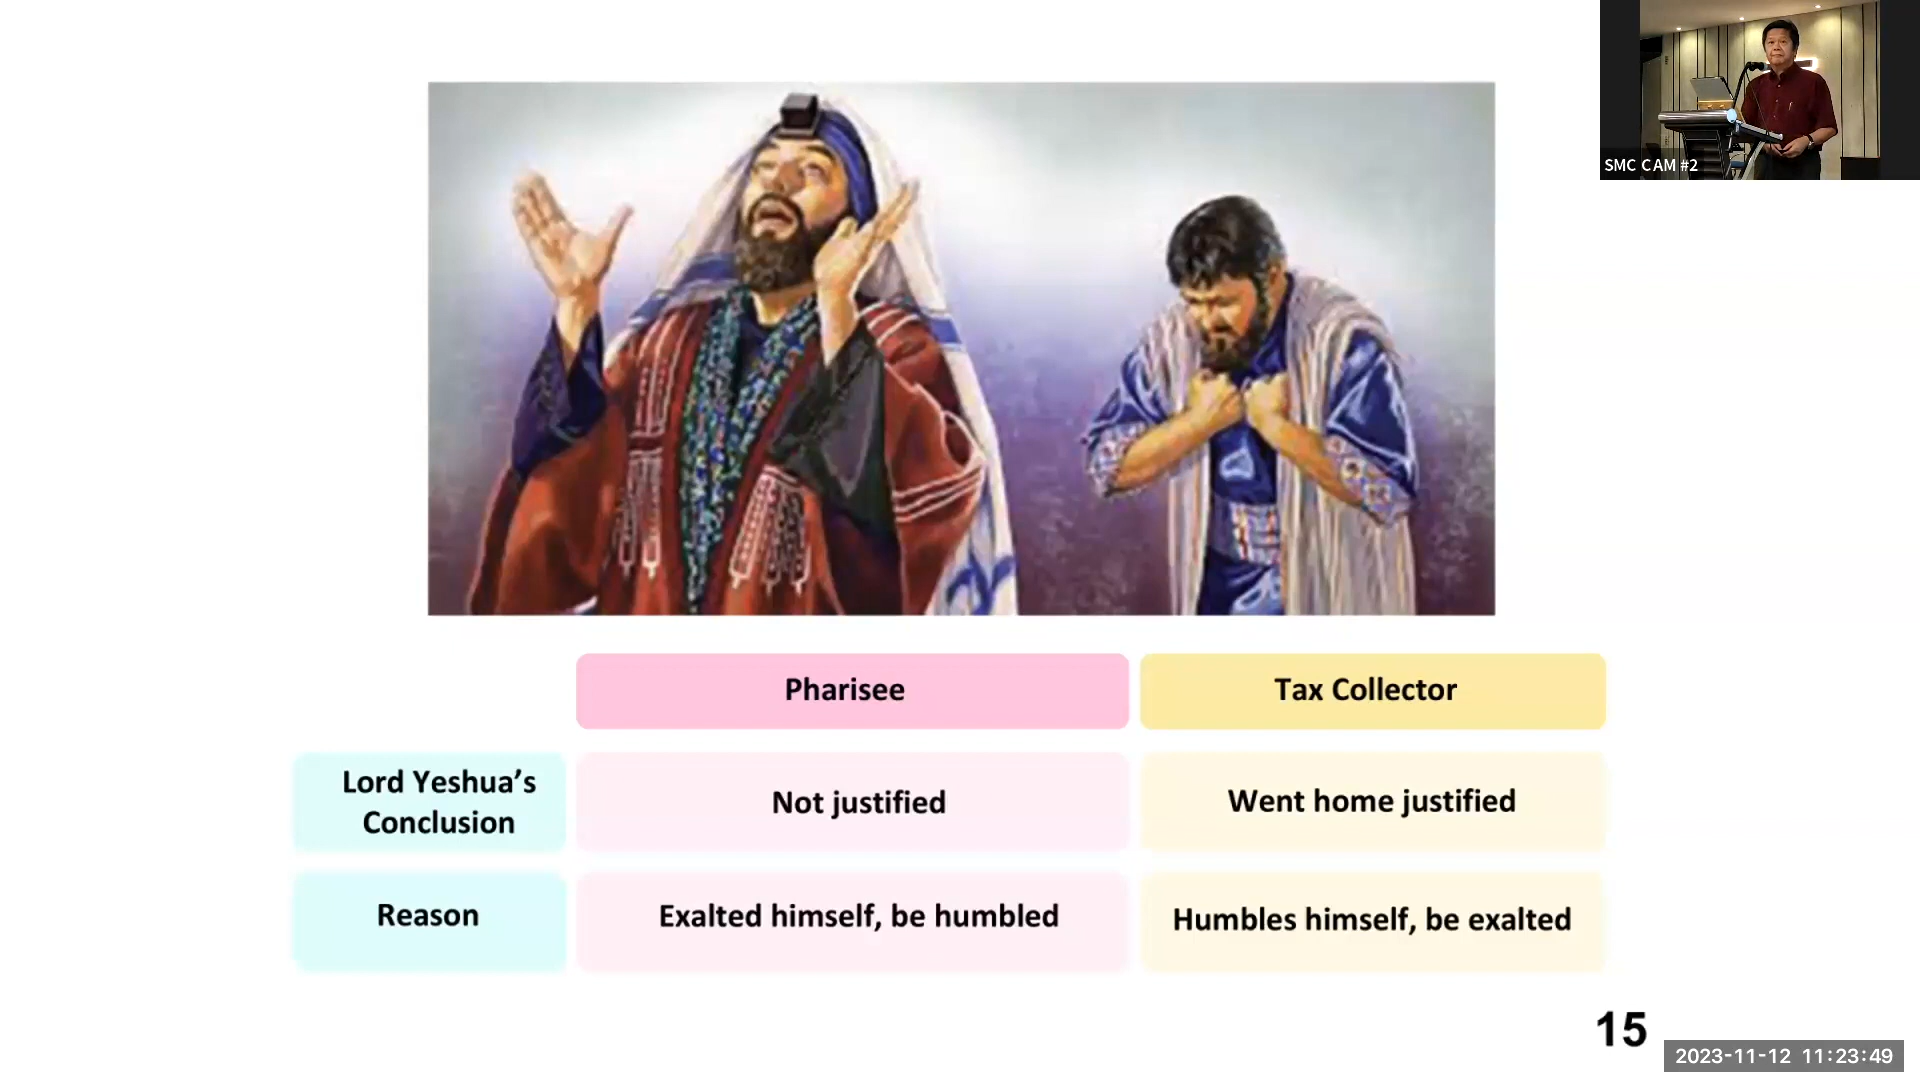 SMC CAM #2
Pharisee
Tax Collector
Lord Yeshua’s
Conclusion
Not justified
Went home justified
Reason
Exalted himself, be humbled
Humbles himself, be exalted
15
2023-11-12 11:23:49